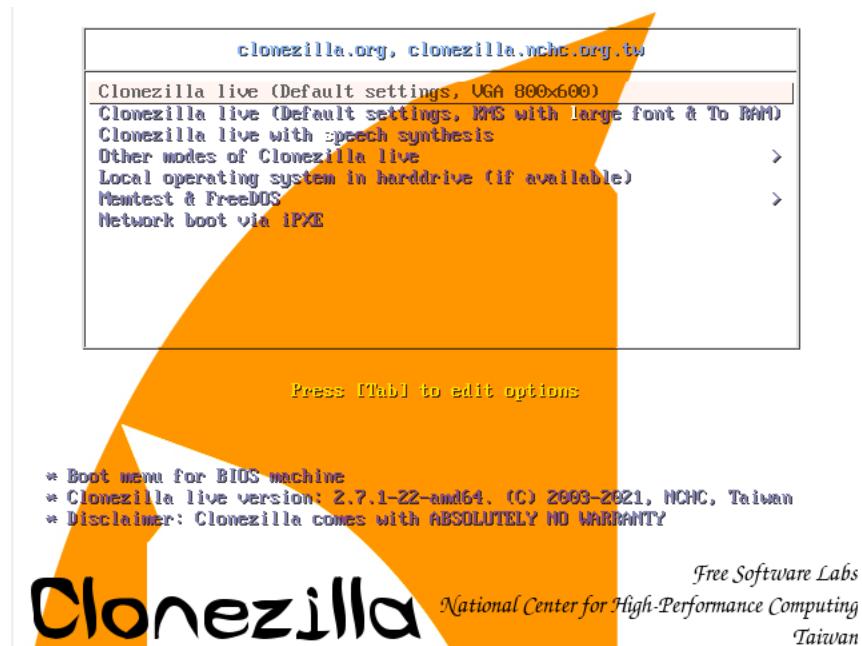 clonezilla.org, clonezilla.nchc.org.tw
Clonezilla live (Default settings, VGA 800x600)
Clonezilla live (Default settings, KMS with large font & To RAM)
Clonezilla live with speech synthesis
Other modes of Clonezilla live >
Local operating system in harddrive (if available)
Memtest & FreeDOS >
Network boot via iPXE
Press [Tab] to edit options
* Boot menu for BIOS machine
* Clonezilla live version: 2.7.1-22-amd64. (C) 2003-2021, NCHC, Taiwan
* Disclaimer: Clonezilla comes with ABSOLUTELY NO WARRANTY
Free Software Labs
Clonezilla National Center for High-Performance Computing
Taiwan